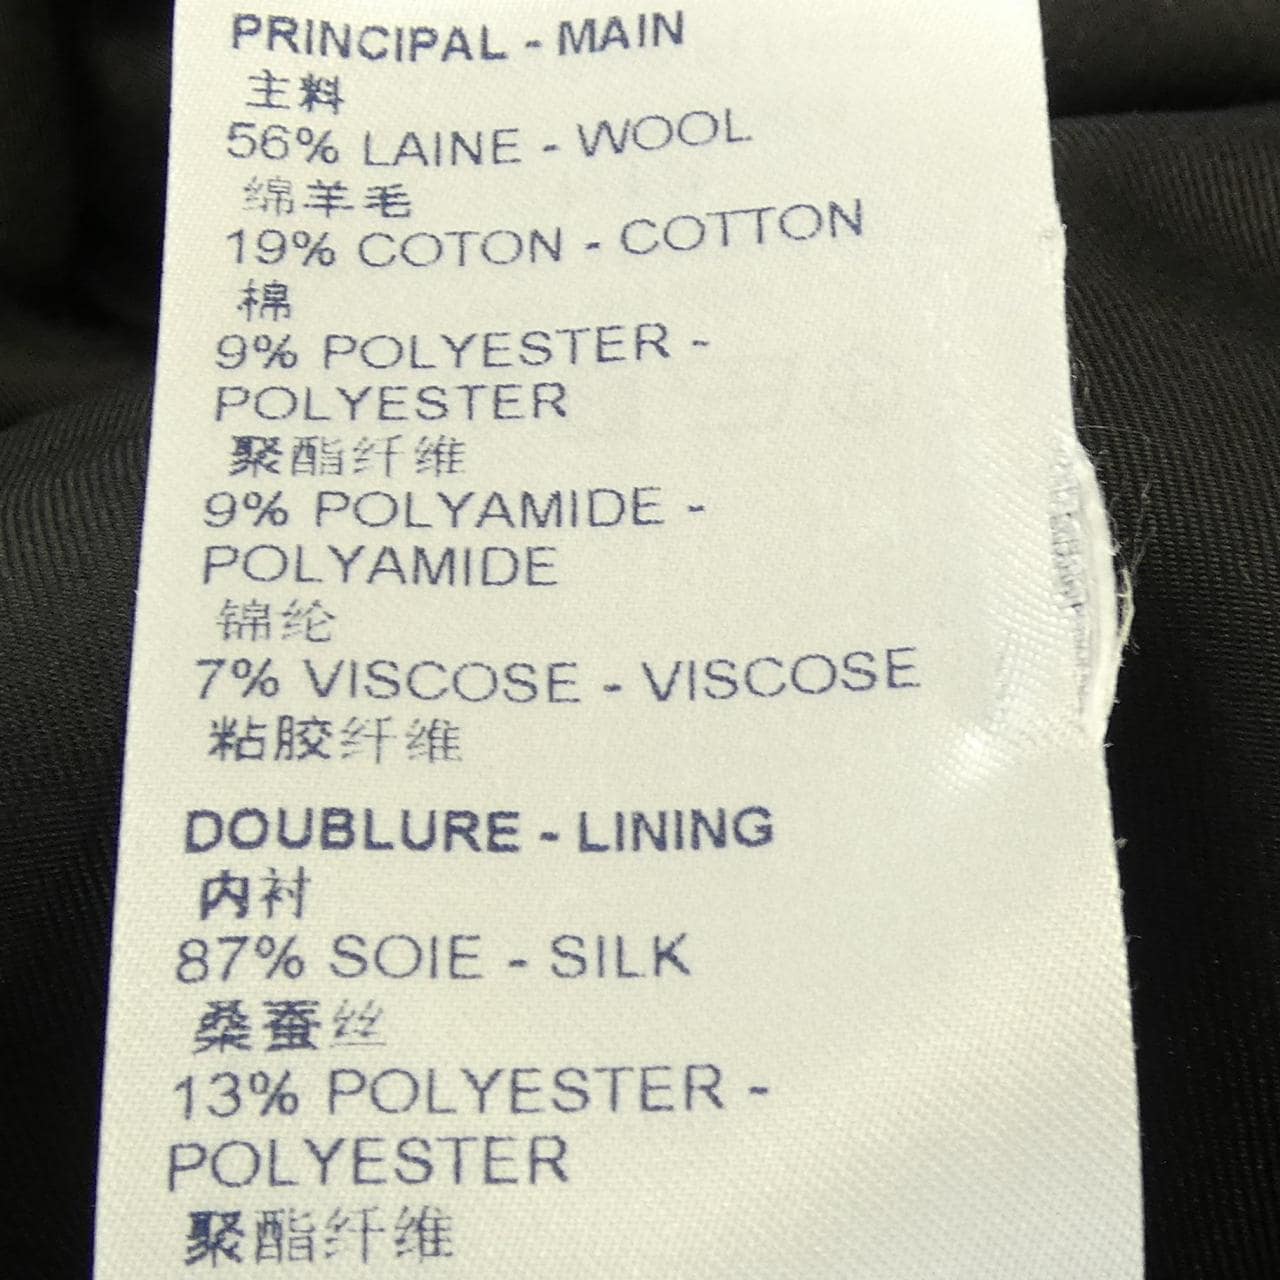 PRINCIPAL - MAIN
主料
56% LAINE - WOOL
绵羊毛
19% COTON - COTTON
棉
9% POLYESTER -
POLYESTER
聚酯纤维
9% POLYAMIDE -
POLYAMIDE
锦纶
7% VISCOSE - VISCOSE
粘胶纤维
DOUBLURE - LINING
内衬
87% SOIE - SILK
桑蚕丝
13% POLYESTER -
POLYESTER
聚酯纤维